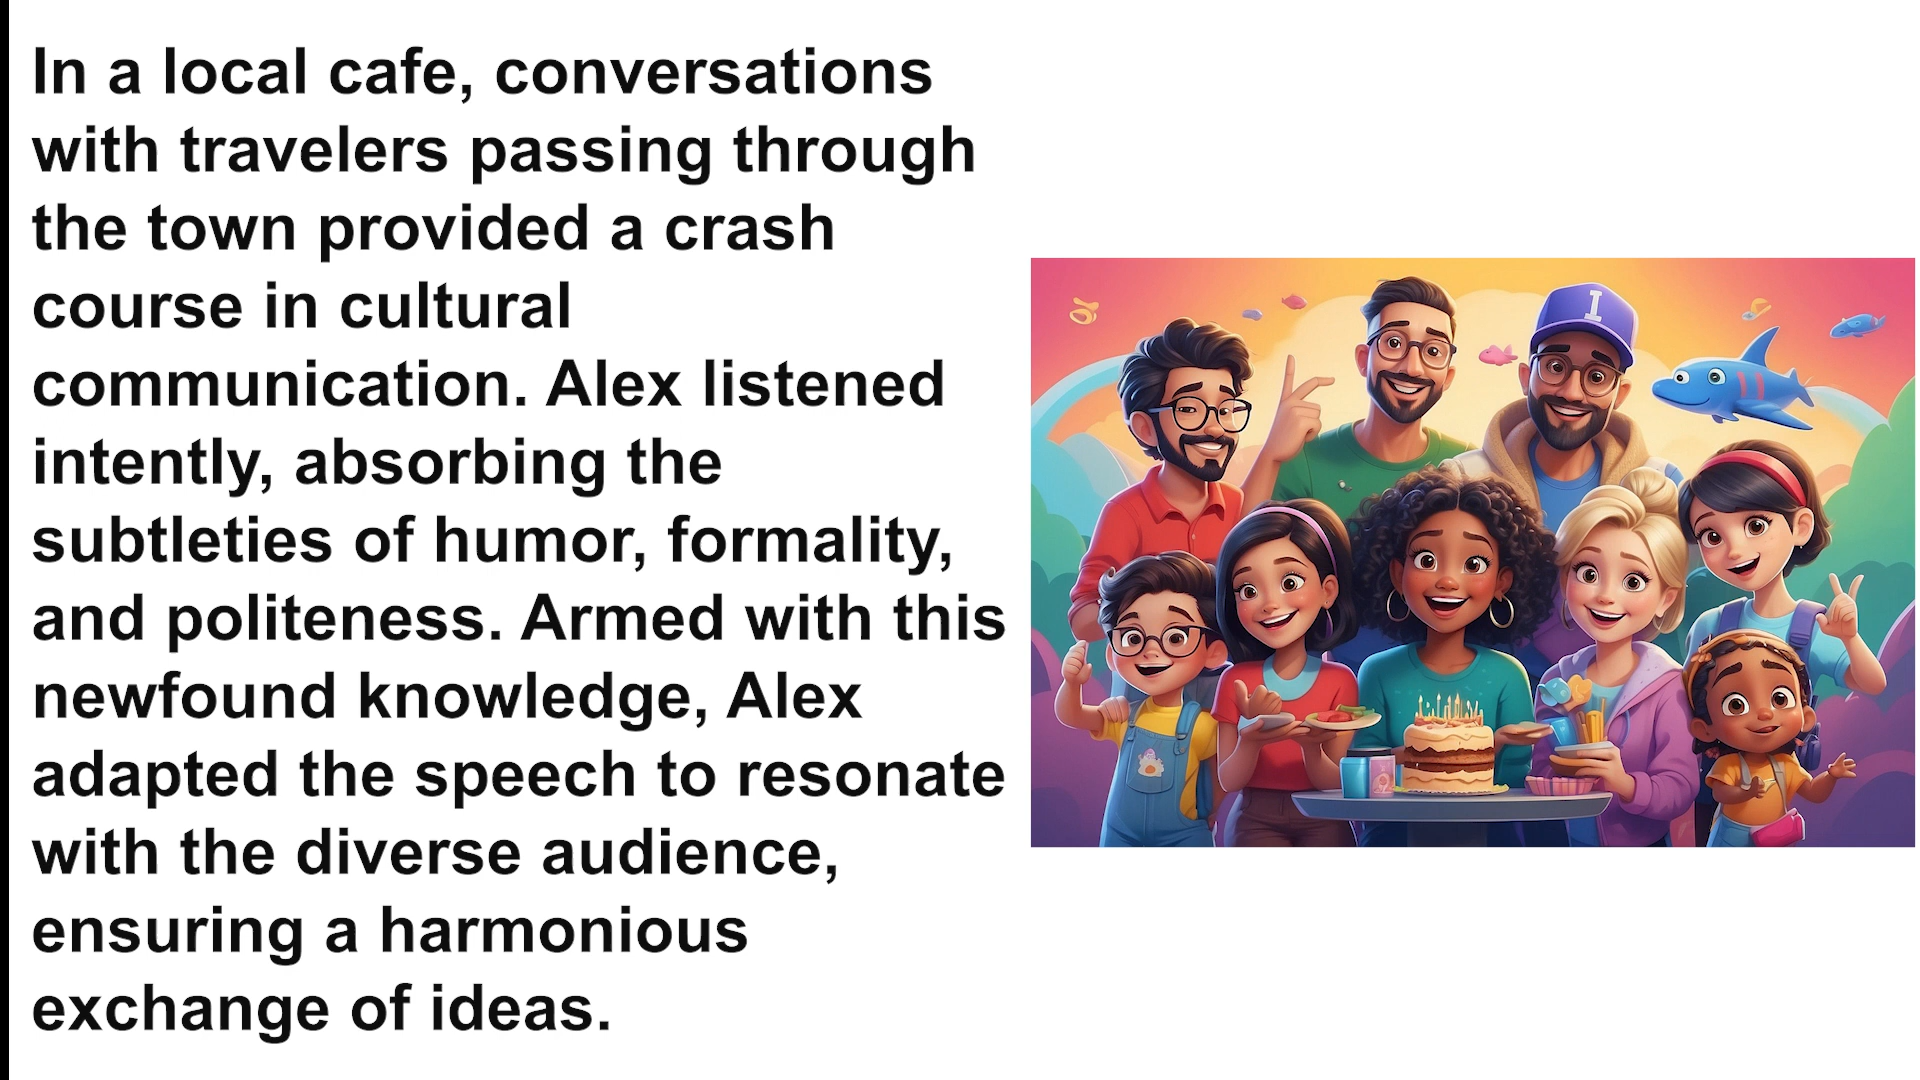 In a local cafe, conversations
with travelers passing through
the town provided a crash
course in cultural
communication. Alex listened
intently, absorbing the
subtleties of humor, formality,
and politeness. Armed with this
newfound knowledge, Alex
adapted the speech to resonate
with the diverse audience,
ensuring a harmonious
exchange of ideas.
I